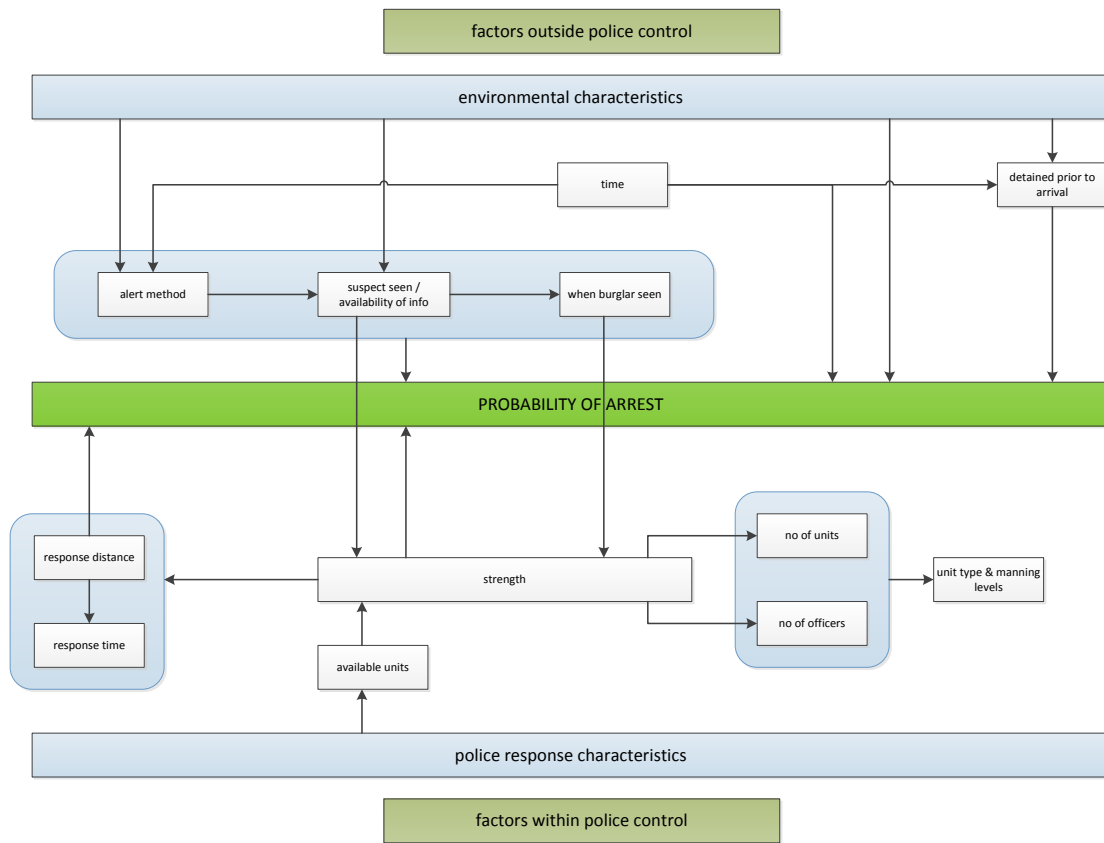 factors outside police control
environmental characteristics
time
detained prior to
arrival
alert method
suspect seen /
availability of info
when burglar seen
PROBABILITY OF ARREST
response distance
response time
strength
available units
no of units
no of officers
unit type & manning
levels
police response characteristics
factors within police control